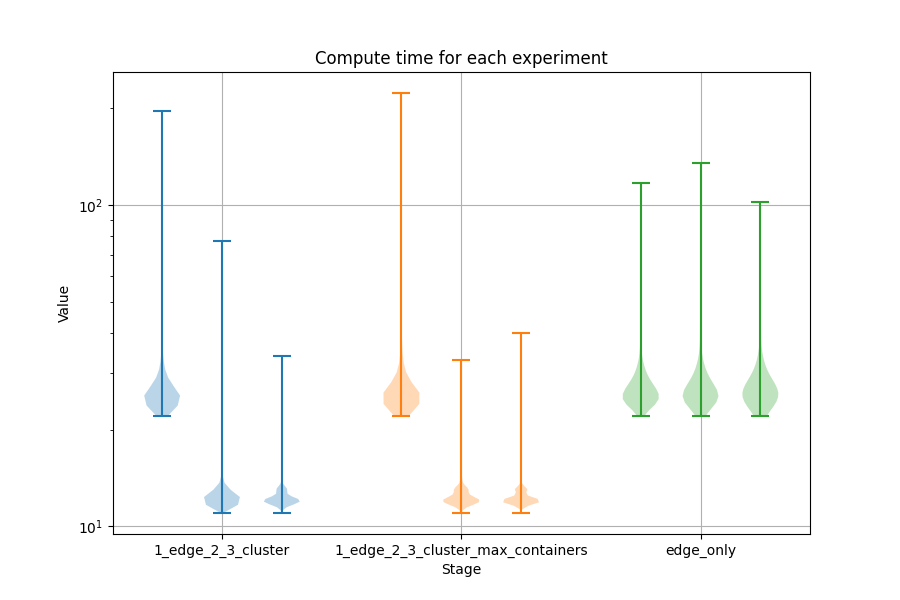 Compute time for each experiment
Value
10²
10¹
1_edge_2_3_cluster
1_edge_2_3_cluster_max_containers
edge_only
Stage